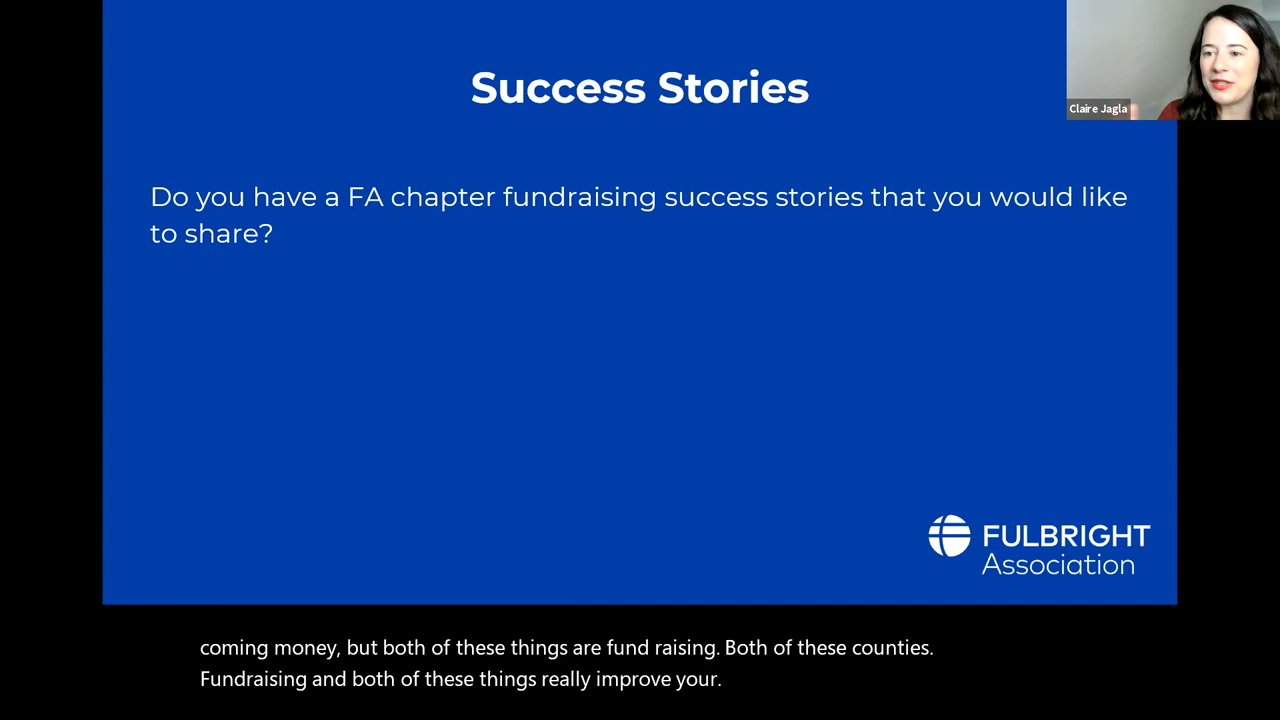 Success Stories
Claire Jagla
Do you have a FA chapter fundraising success stories that you would like
to share?
FULBRIGHT
Association
coming money, but both of these things are fund raising. Both of these counties.
Fundraising and both of these things really improve your.